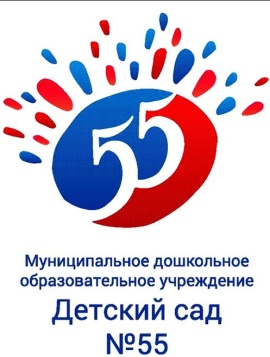 55
Муниципальное дошкольное
образовательное учреждение
Детский сад
№55